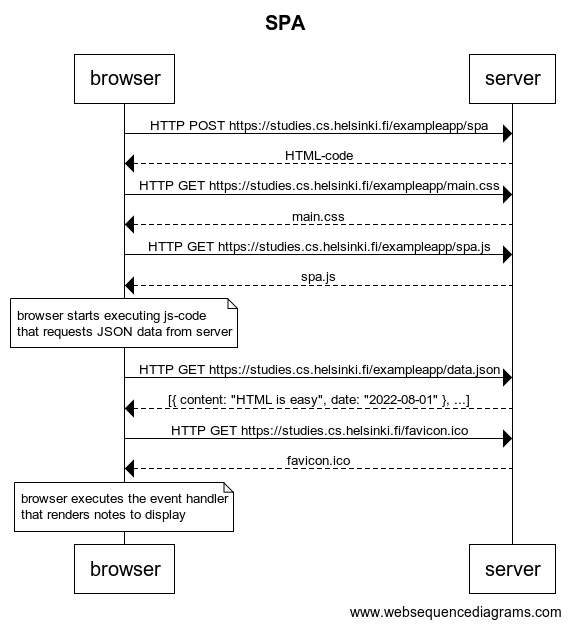 SPA
browser
server
HTTP POST https://studies.cs.helsinki.fi/exampleapp/spa
HTML-code
HTTP GET https://studies.cs.helsinki.fi/exampleapp/main.css
main.css
HTTP GET https://studies.cs.helsinki.fi/exampleapp/spa.js
spa.js
browser starts executing js-code
that requests JSON data from server
HTTP GET https://studies.cs.helsinki.fi/exampleapp/data.json
[{ content: "HTML is easy", date: "2022-08-01" }, ...]
HTTP GET https://studies.cs.helsinki.fi/favicon.ico
favicon.ico
browser executes the event handler
that renders notes to display
browser
server
www.websequencediagrams.com